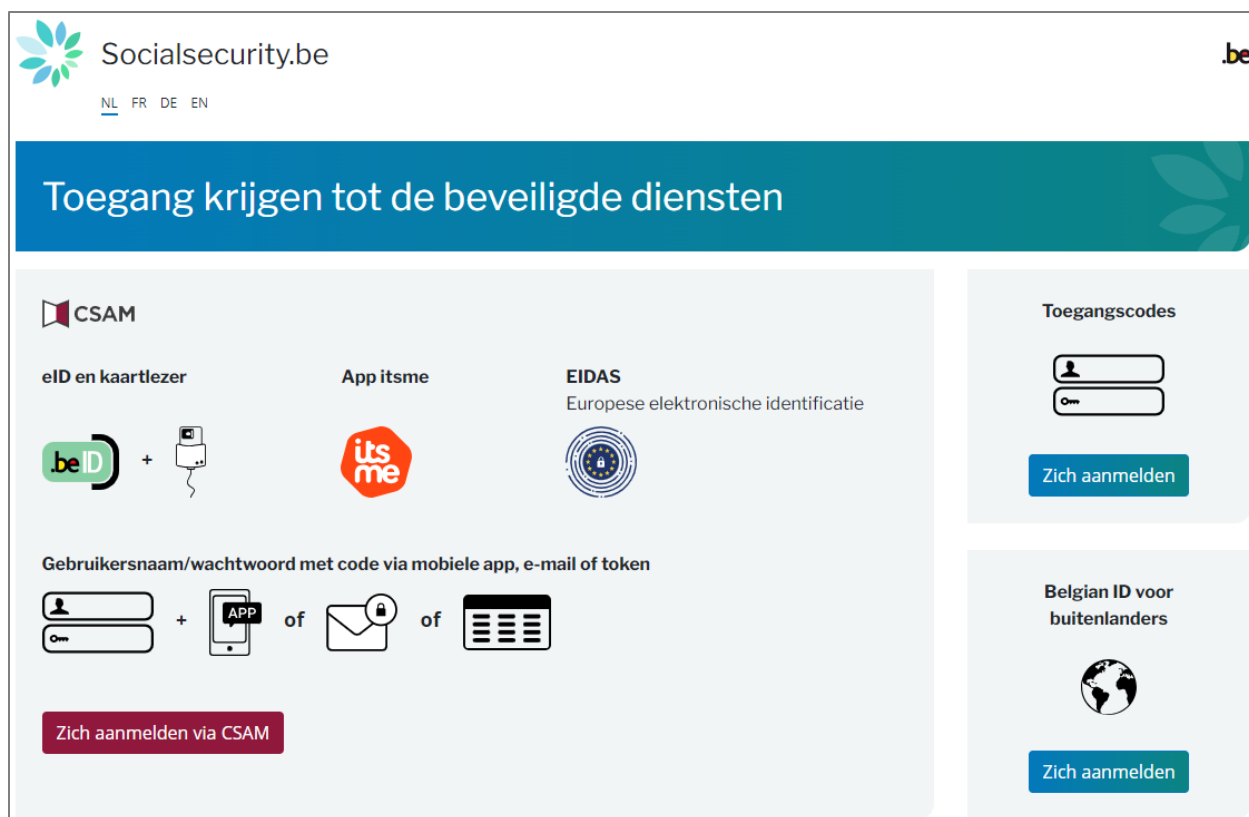 Socialsecurity.be
.be
NL FR DE EN
Toegang krijgen tot de beveiligde diensten
CSAM
eID en kaartlezer
App itsme
EIDAS
Europese elektronische identificatie
.beID
+
itsme
Gebruikersnaam/wachtwoord met code via mobiele app, e-mail of token
+
APP
of
of
Zich aanmelden via CSAM
Toegangscodes
Zich aanmelden
Belgian ID voor
buitenlanders
Zich aanmelden